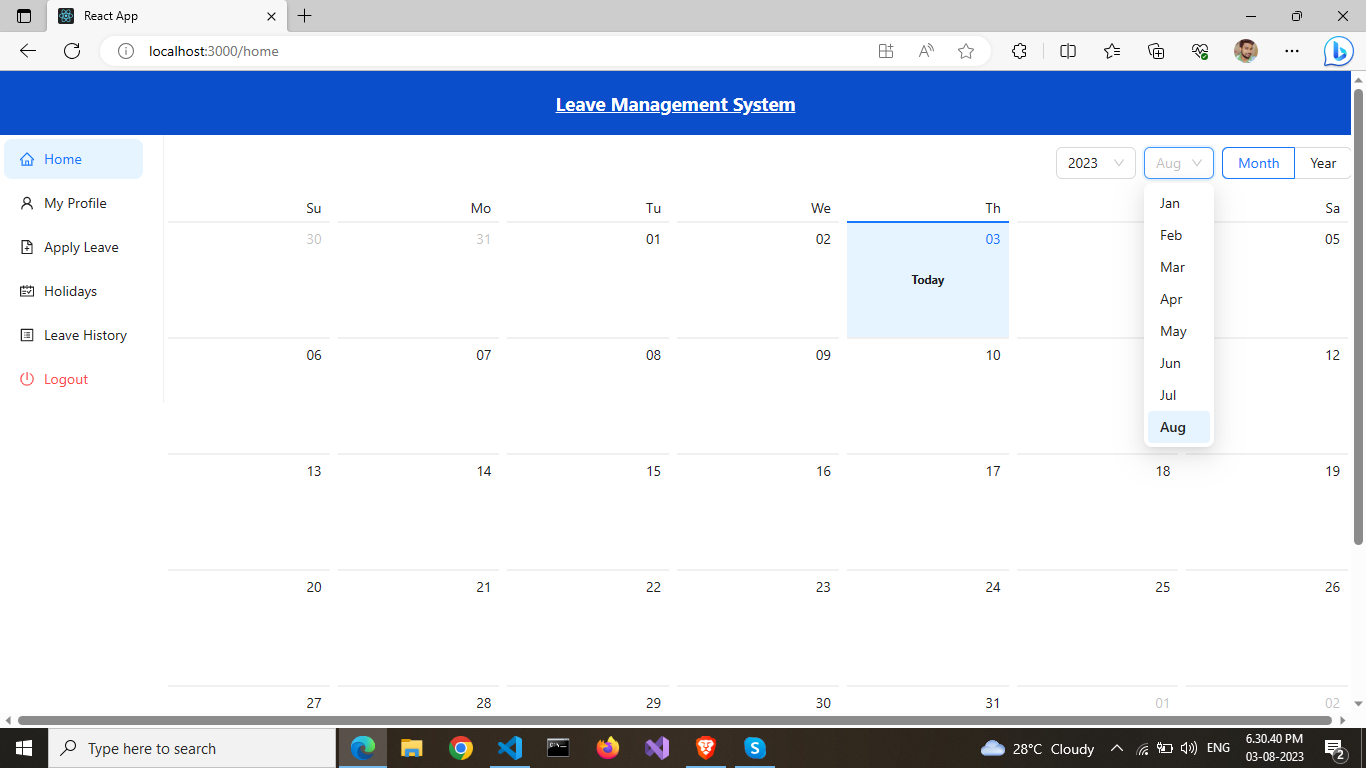 React App
localhost:3000/home
Leave Management System
Home
My Profile
Apply Leave
Holidays
Leave History
Logout
2023 Aug Month Year
Jan
Feb
Mar
Apr
May
Jun
Jul
Aug
Su Mo Tu We Th Sa
30 31 01 02 03 05
Today
06 07 08 09 10 12
13 14 15 16 17 18 19
20 21 22 23 24 25 26
27 28 29 30 31 01 02
Type here to search
28°C Cloudy
ENG
6.30.40 PM
03-08-2023
2